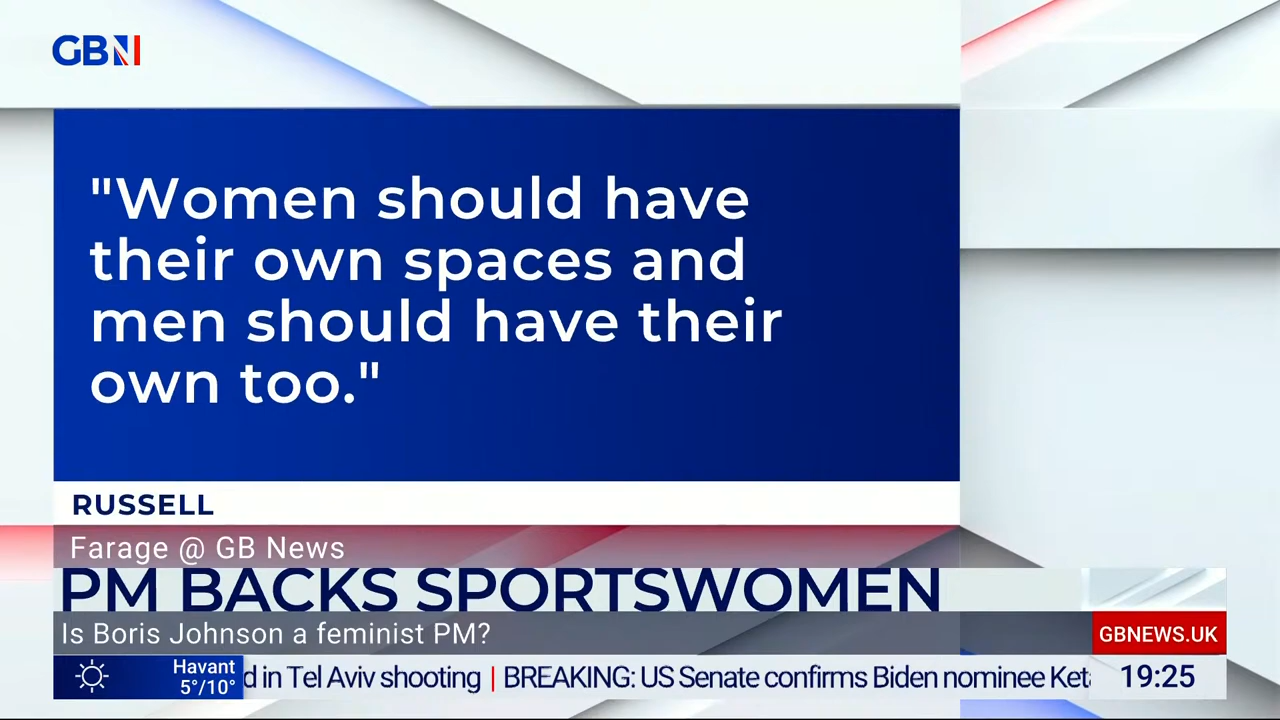 GBN
"Women should have
their own spaces and
men should have their
own too."
RUSSELL
Farage @ GB News
PM BACKS SPORTSWOMEN
Is Boris Johnson a feminist PM?
GBNEWS.UK
Havant
5°/10°
d in Tel Aviv shooting | BREAKING: US Senate confirms Biden nominee Keta
19:25